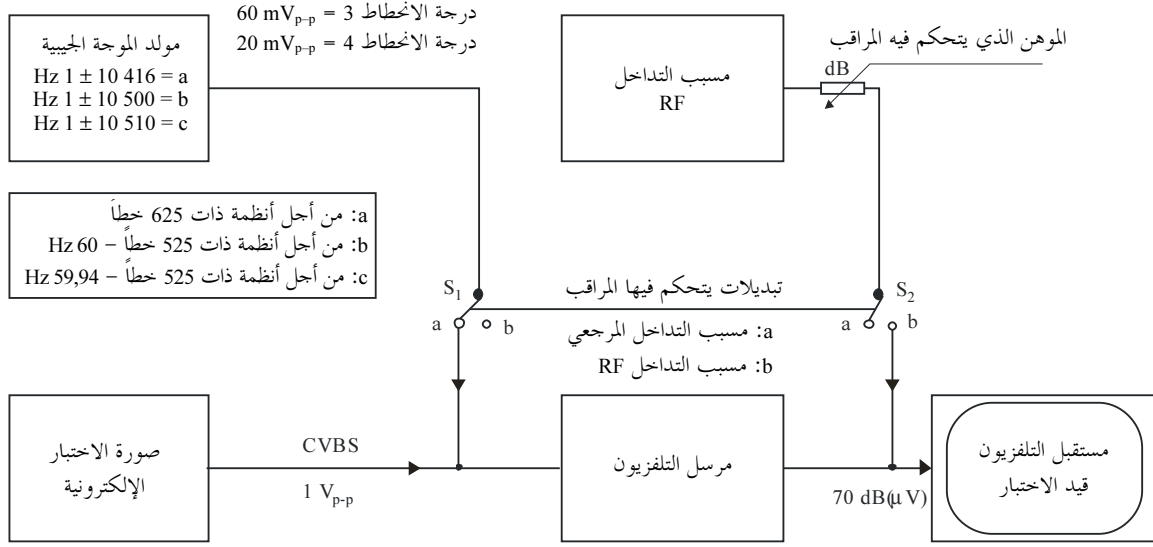 درجة الانحطاط 3 = 60 mVp–p
درجة الانحطاط 4 = 20 mVp–p
مولد الموجة الجيبية
Hz 1 ± 10 416 = a
Hz 1 ± 10 500 = b
Hz 1 ± 10 510 = c
مسبب التداخل
RF
الموهن الذي يتحكم فيه المراقب
dB
a: من أجل أنظمة ذات 625 خطاً
b: من أجل أنظمة ذات 525 خطاً – 60 Hz
c: من أجل أنظمة ذات 525 خطاً – 59,94 Hz
S1
a
b
تبديلات يتحكم فيها المراقب
a: مسبب التداخل المرجعي
b: مسبب التداخل RF
S2
a
b
صورة الاختبار
الإلكترونية
CVBS
1 Vp-p
مرسل التلفزيون
70 dB(µV)
مستقبل التلفزيون
قيد الاختبار